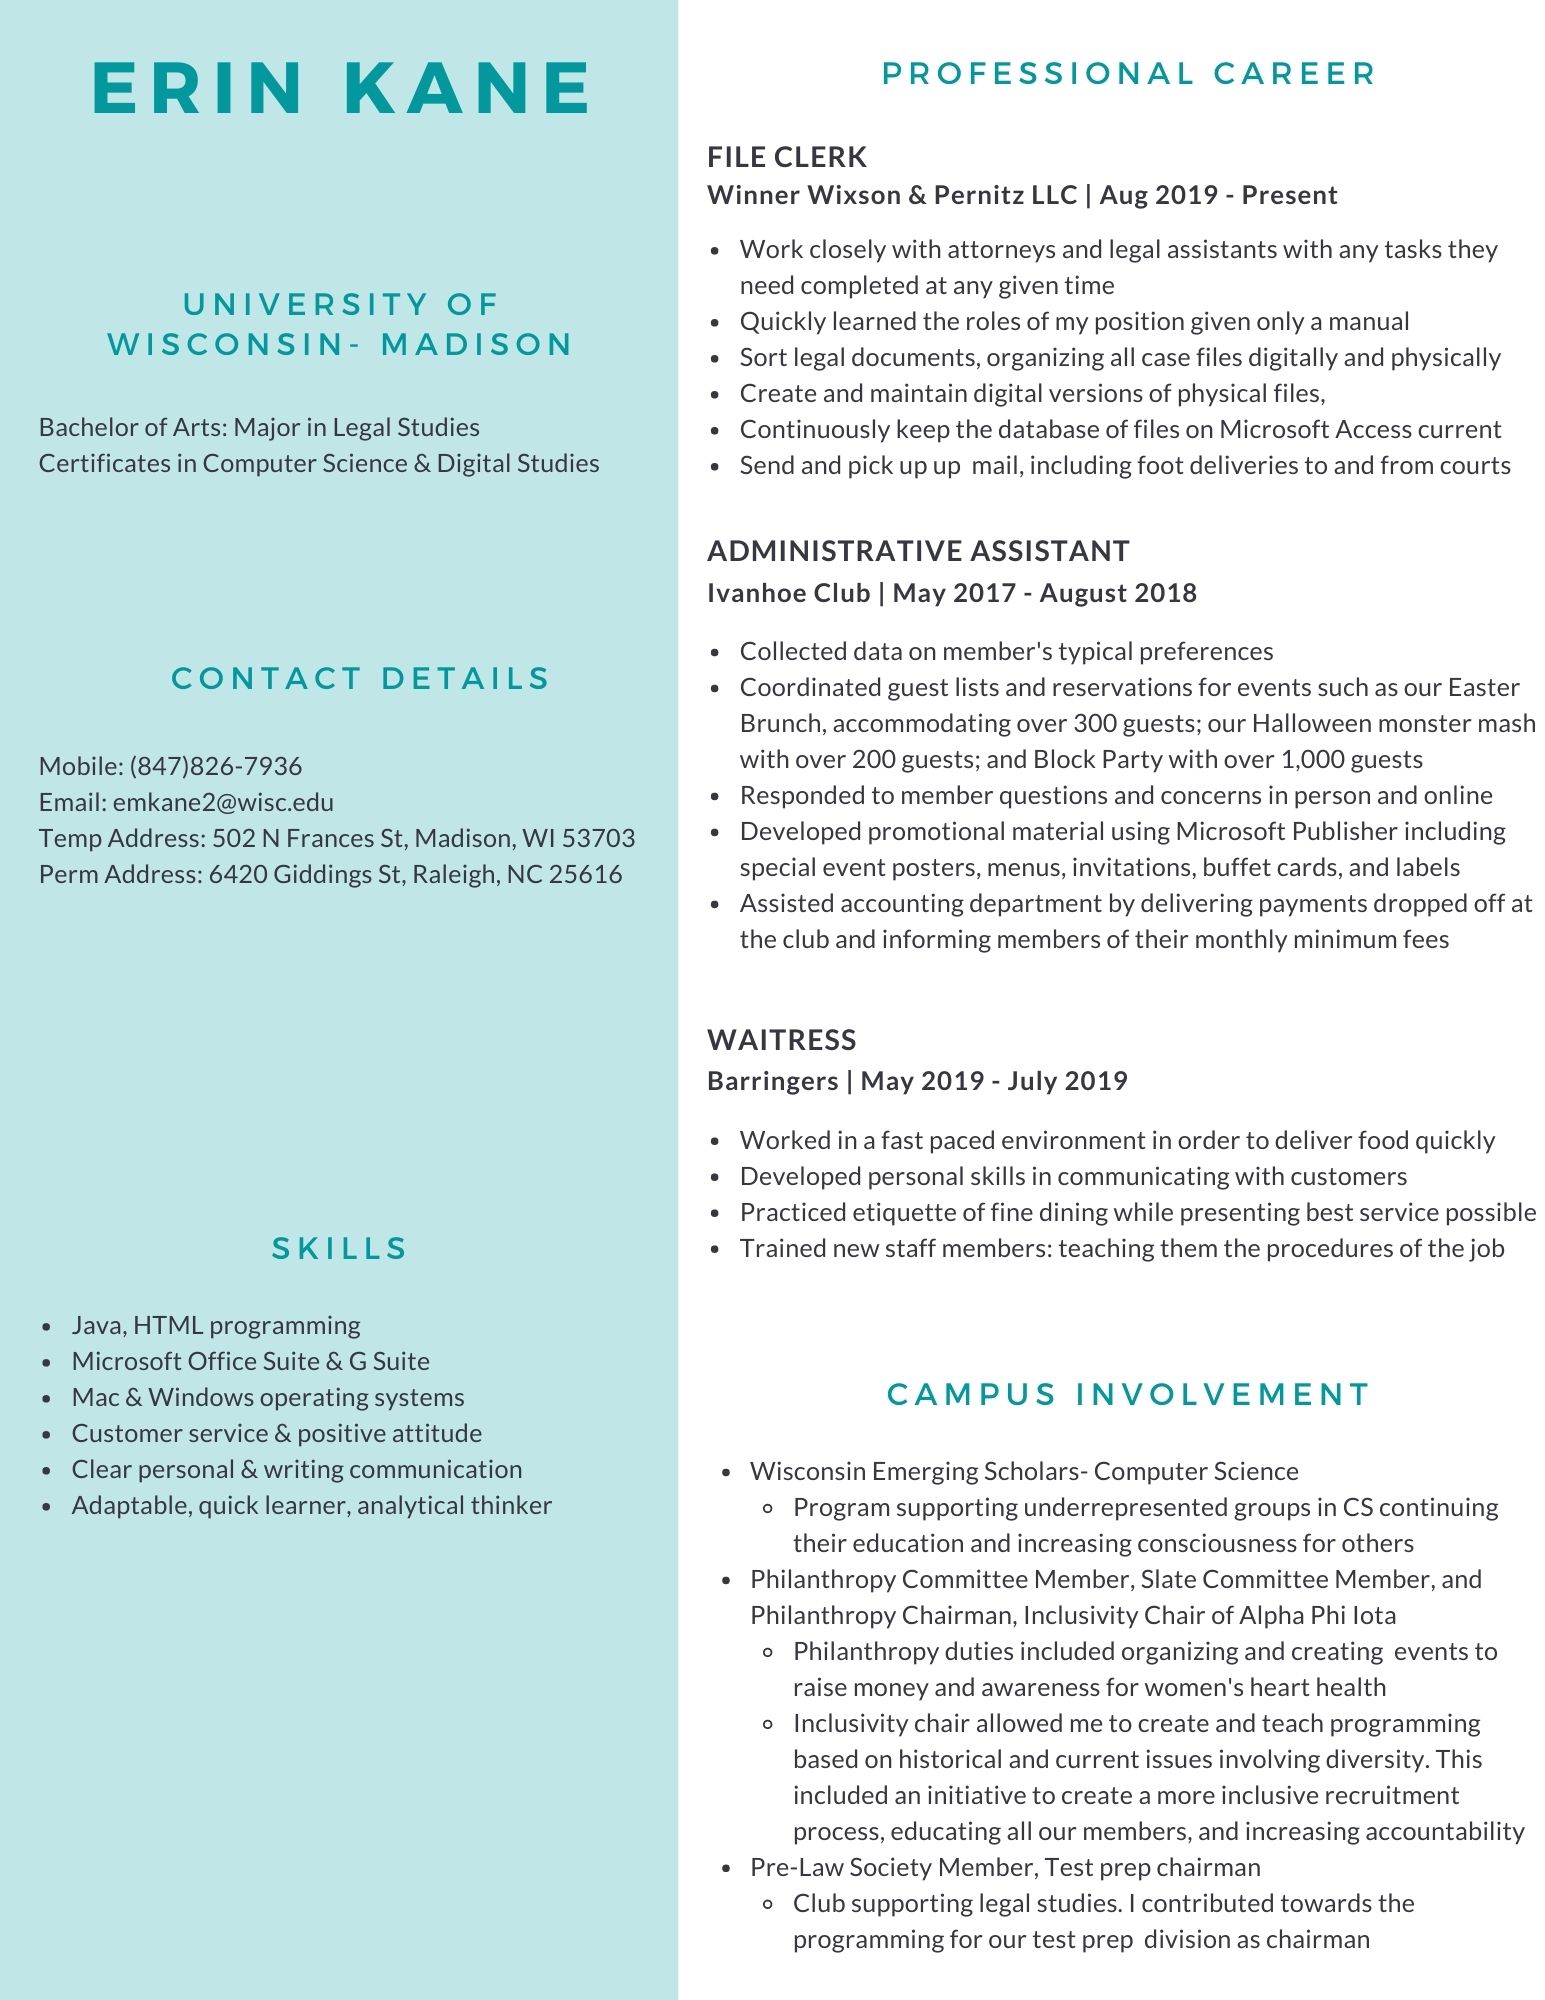 ERIN KANE
UNIVERSITY OF
WISCONSIN- MADISON
Bachelor of Arts: Major in Legal Studies
Certificates in Computer Science & Digital Studies
CONTACT DETAILS
Mobile: (847)826-7936
Email: emkane2@wisc.edu
Temp Address: 502 N Frances St, Madison, WI 53703
Perm Address: 6420 Giddings St, Raleigh, NC 25616
SKILLS
• Java, HTML programming
• Microsoft Office Suite & G Suite
• Mac & Windows operating systems
• Customer service & positive attitude
• Clear personal & writing communication
• Adaptable, quick learner, analytical thinker
PROFESSIONAL CAREER
FILE CLERK
Winner Wixson & Pernitz LLC | Aug 2019 - Present
• Work closely with attorneys and legal assistants with any tasks they
need completed at any given time
• Quickly learned the roles of my position given only a manual
• Sort legal documents, organizing all case files digitally and physically
• Create and maintain digital versions of physical files,
• Continuously keep the database of files on Microsoft Access current
• Send and pick up up  mail, including foot deliveries to and from courts
ADMINISTRATIVE ASSISTANT
Ivanhoe Club | May 2017 - August 2018
• Collected data on member's typical preferences
• Coordinated guest lists and reservations for events such as our Easter
Brunch, accommodating over 300 guests; our Halloween monster mash
with over 200 guests; and Block Party with over 1,000 guests
• Responded to member questions and concerns in person and online
• Developed promotional material using Microsoft Publisher including
special event posters, menus, invitations, buffet cards, and labels
• Assisted accounting department by delivering payments dropped off at
the club and informing members of their monthly minimum fees
WAITRESS
Barringers | May 2019 - July 2019
• Worked in a fast paced environment in order to deliver food quickly
• Developed personal skills in communicating with customers
• Practiced etiquette of fine dining while presenting best service possible
• Trained new staff members: teaching them the procedures of the job
CAMPUS INVOLVEMENT
• Wisconsin Emerging Scholars- Computer Science
◦ Program supporting underrepresented groups in CS continuing
their education and increasing consciousness for others
• Philanthropy Committee Member, Slate Committee Member, and
Philanthropy Chairman, Inclusivity Chair of Alpha Phi Iota
◦ Philanthropy duties included organizing and creating  events to
raise money and awareness for women's heart health
◦ Inclusivity chair allowed me to create and teach programming
based on historical and current issues involving diversity. This
included an initiative to create a more inclusive recruitment
process, educating all our members, and increasing accountability
• Pre-Law Society Member, Test prep chairman
◦ Club supporting legal studies. I contributed towards the
programming for our test prep  division as chairman